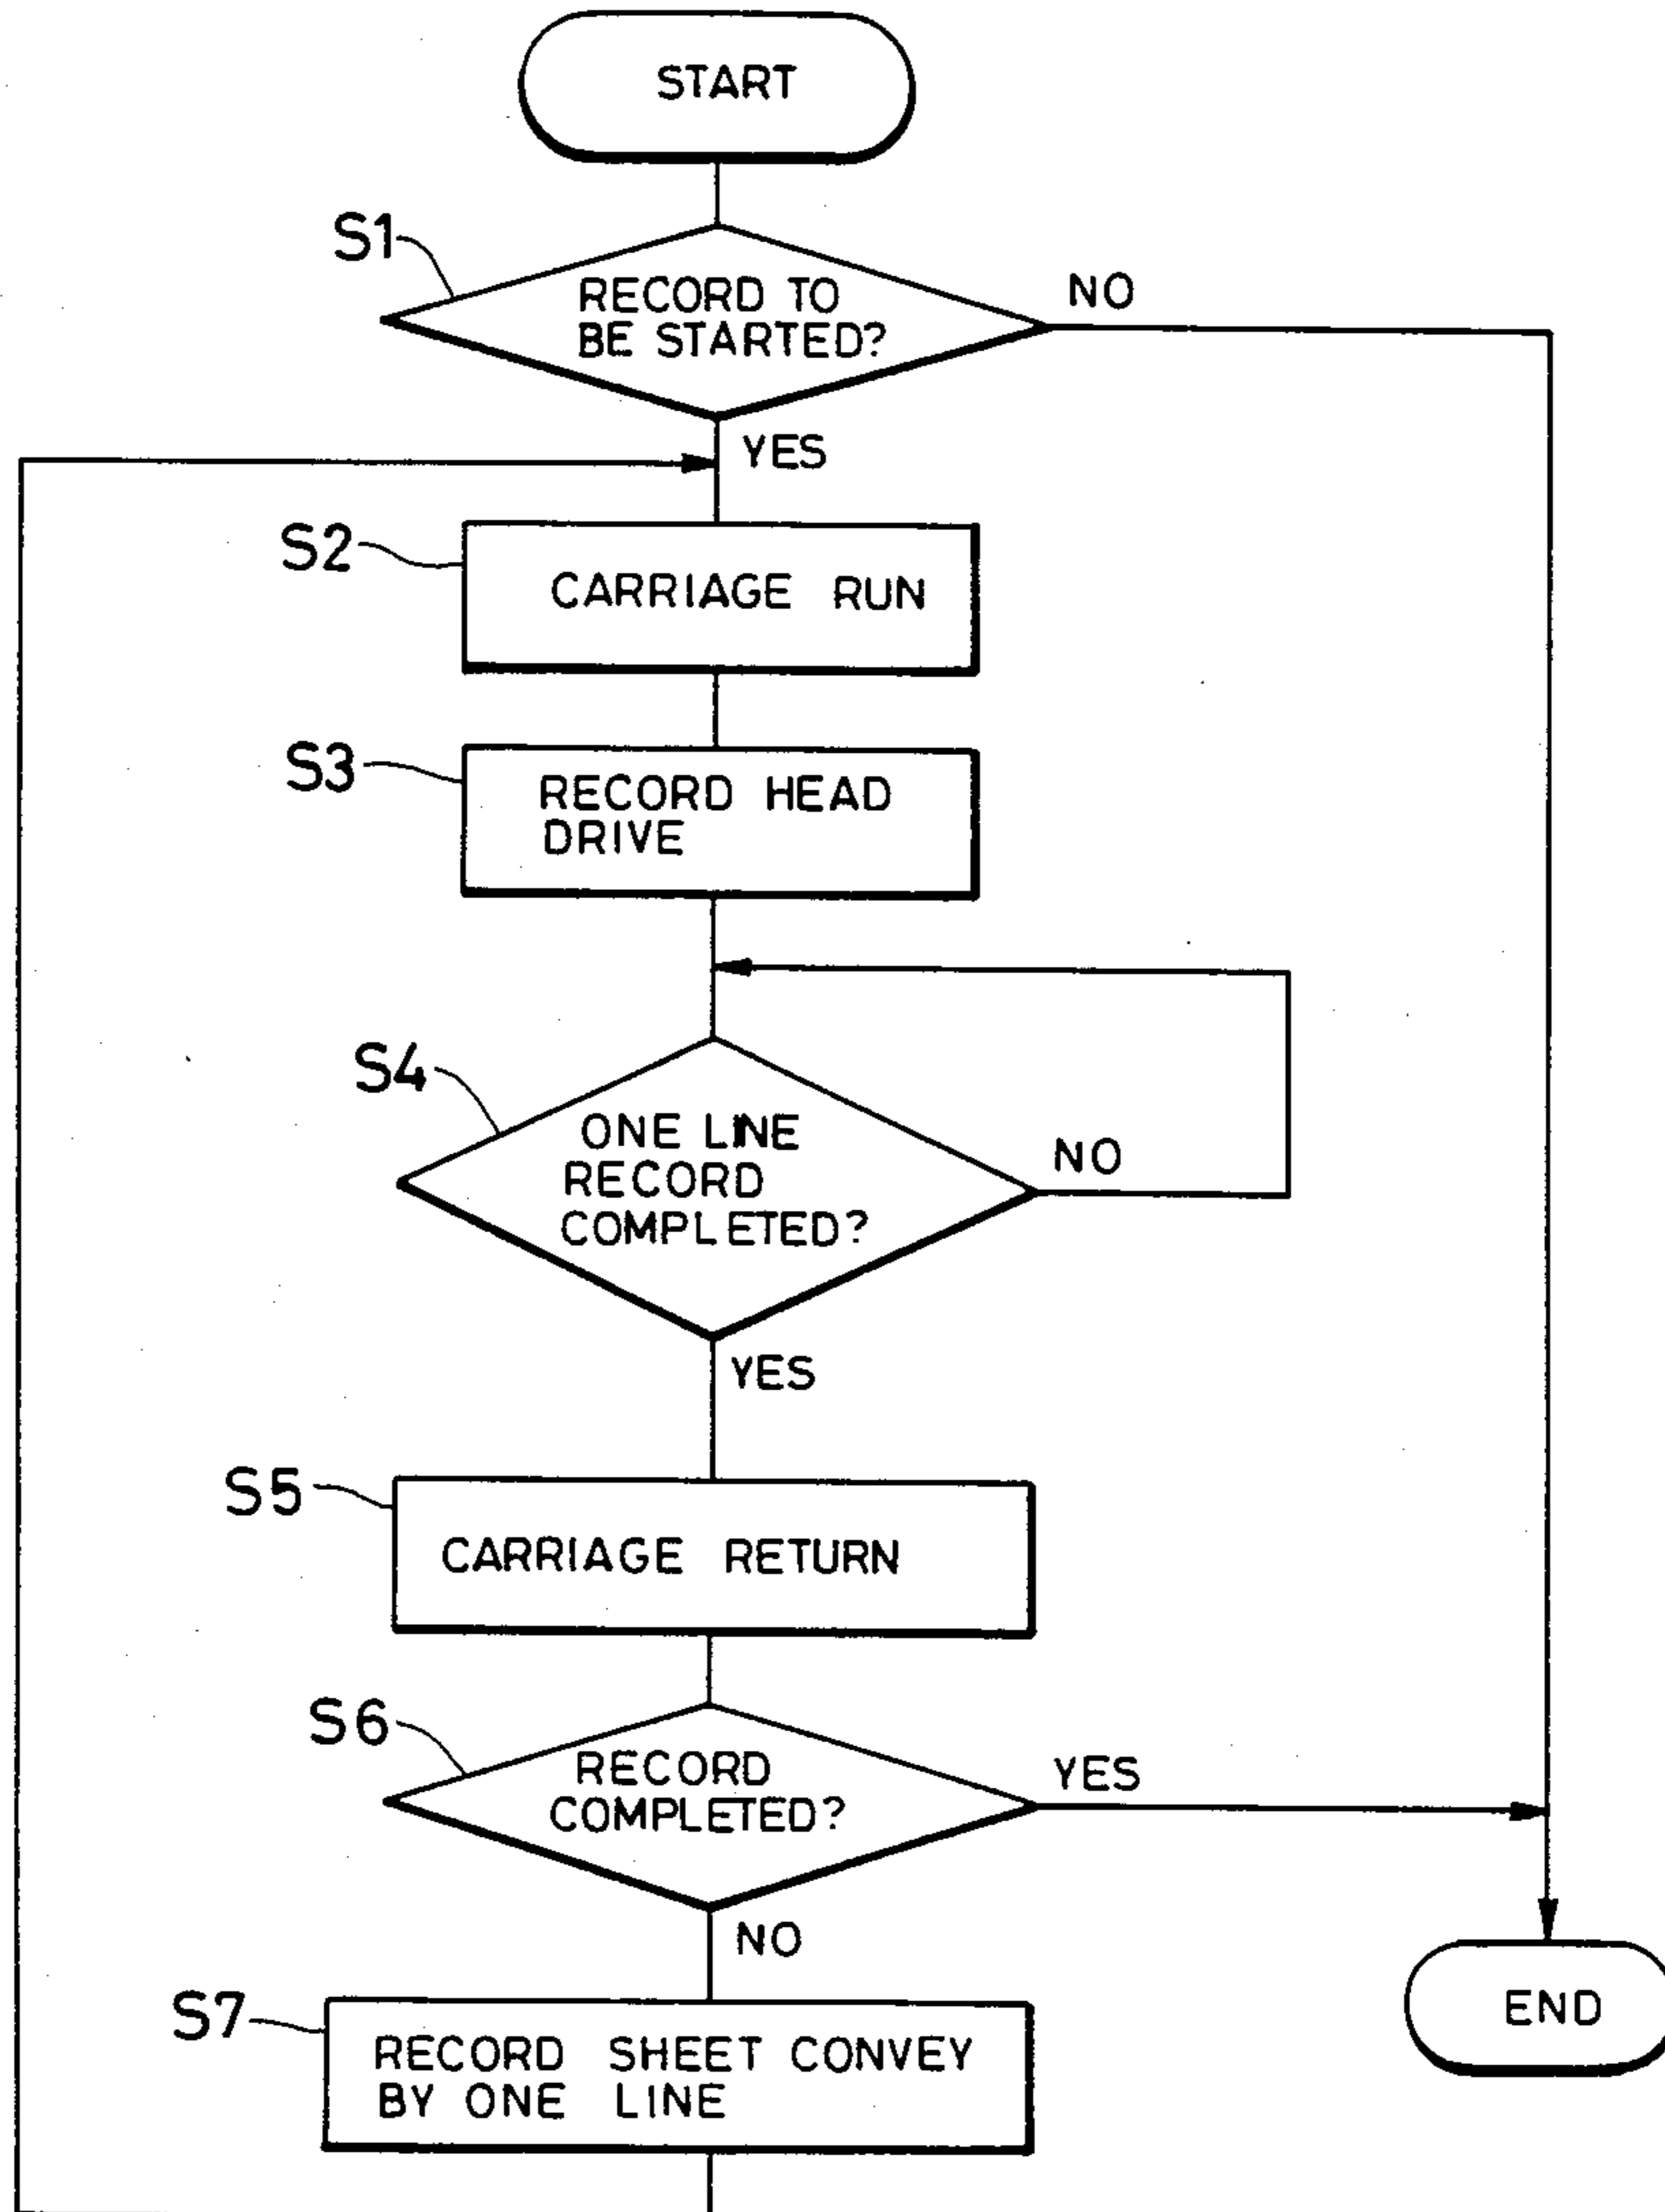 START
S1
RECORD TO
BE STARTED?
NO
YES
S2
CARRIAGE RUN
S3
RECORD HEAD
DRIVE
S4
ONE LINE
RECORD
COMPLETED?
NO
YES
S5
CARRIAGE RETURN
S6
RECORD
COMPLETED?
YES
NO
S7
RECORD SHEET CONVEY
BY ONE LINE
END